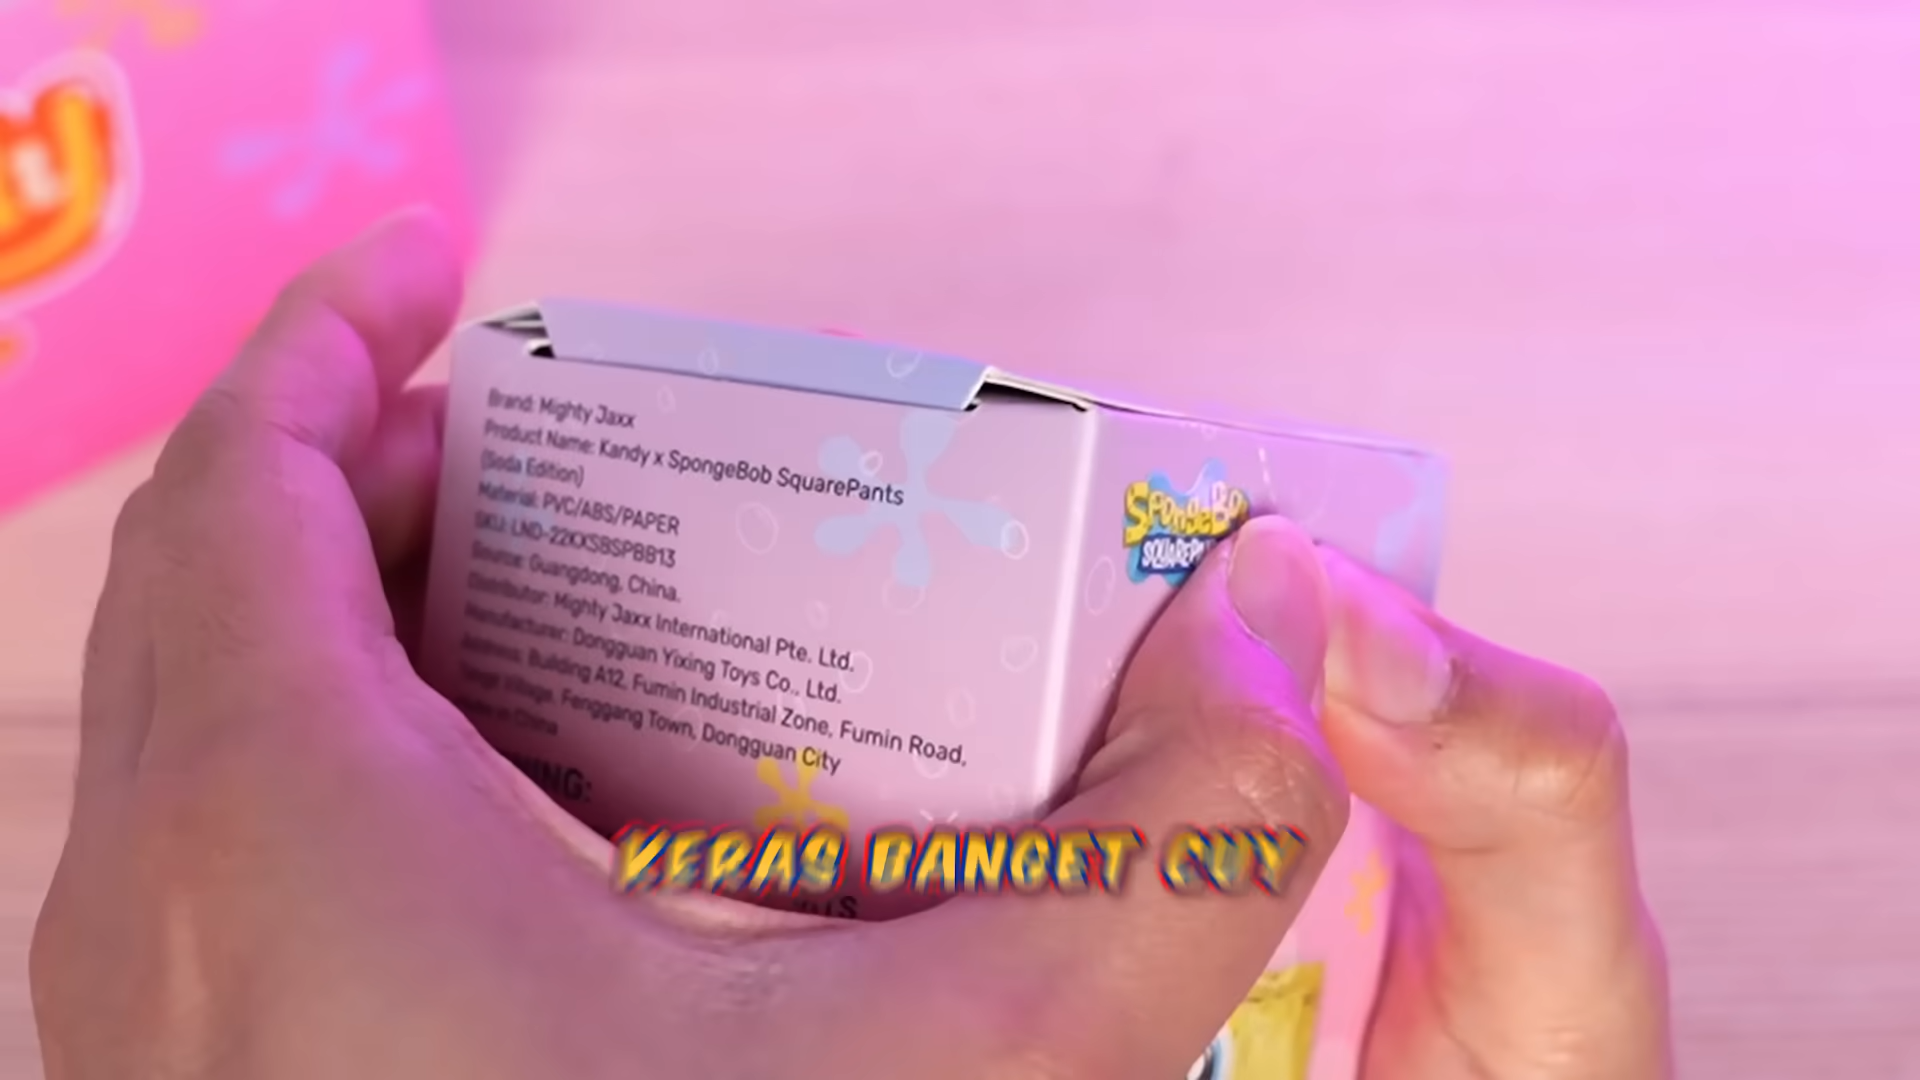 Brand: Mighty Jaxx
Product Name: Kandy x SpongeBob SquarePants
(Soda Edition)
Material: PVC/ABS/PAPER
SKU: LND-22KXSBSPBB13
Source: Guangdong, China.
Distributor: Mighty Jaxx International Pte. Ltd.
Manufacturer: Dongguan Yixing Toys Co., Ltd.
Address: Building A12, Fumin Industrial Zone, Fumin Road,
Village, Fenggang Town, Dongguan City
in China
SPONGEBO
SQUAREP
KERAS BANGET CUY